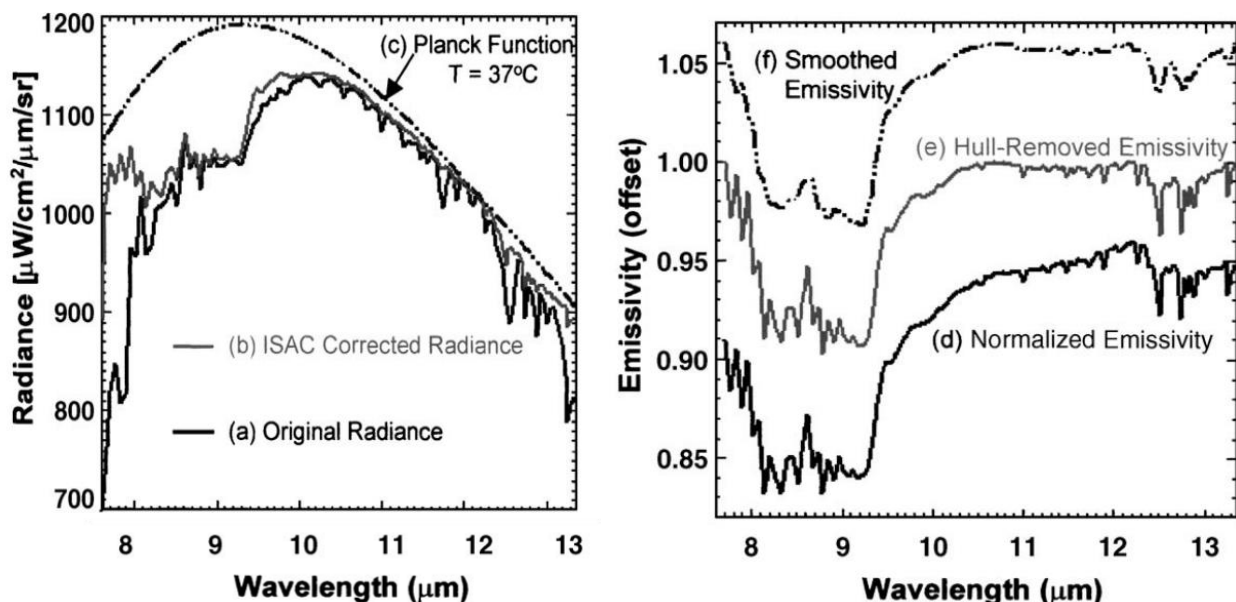 1200
1100
1000
900
800
700
Radiance [μW/cm²/μm/sr]
(c) Planck Function
T = 37ºC
(b) ISAC Corrected Radiance
(a) Original Radiance
8 9 10 11 12 13
Wavelength (μm)
1.05
1.00
0.95
0.90
0.85
Emissivity (offset)
(f) Smoothed
Emissivity
(e) Hull-Removed Emissivity
(d) Normalized Emissivity
8 9 10 11 12 13
Wavelength (μm)